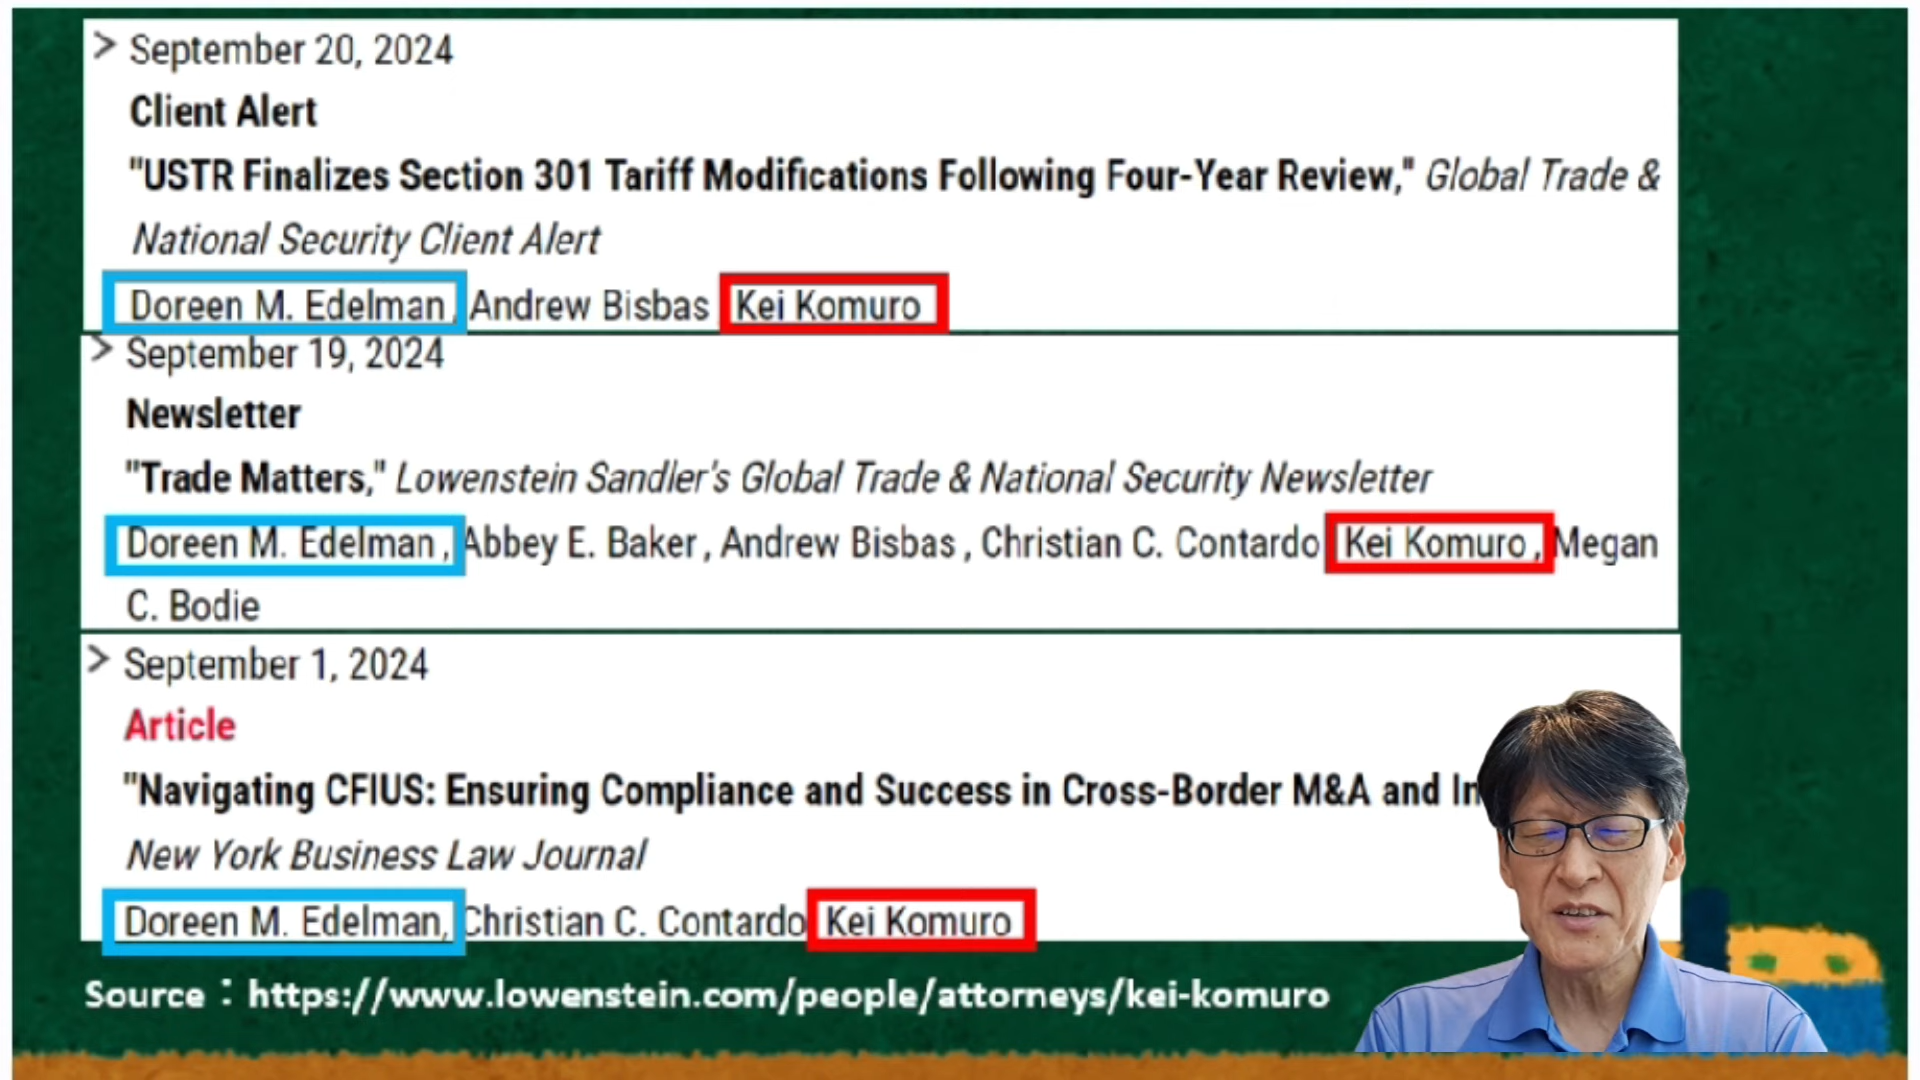 > September 20, 2024
Client Alert
"USTR Finalizes Section 301 Tariff Modifications Following Four-Year Review," Global Trade &
National Security Client Alert
Doreen M. Edelman, Andrew Bisbas Kei Komuro
> September 19, 2024
Newsletter
"Trade Matters," Lowenstein Sandler's Global Trade & National Security Newsletter
Doreen M. Edelman , Abbey E. Baker , Andrew Bisbas , Christian C. Contardo Kei Komuro , Megan
C. Bodie
> September 1, 2024
Article
"Navigating CFIUS: Ensuring Compliance and Success in Cross-Border M&A and In
New York Business Law Journal
Doreen M. Edelman, Christian C. Contardo Kei Komuro
Source：https://www.lowenstein.com/people/attorneys/kei-komuro